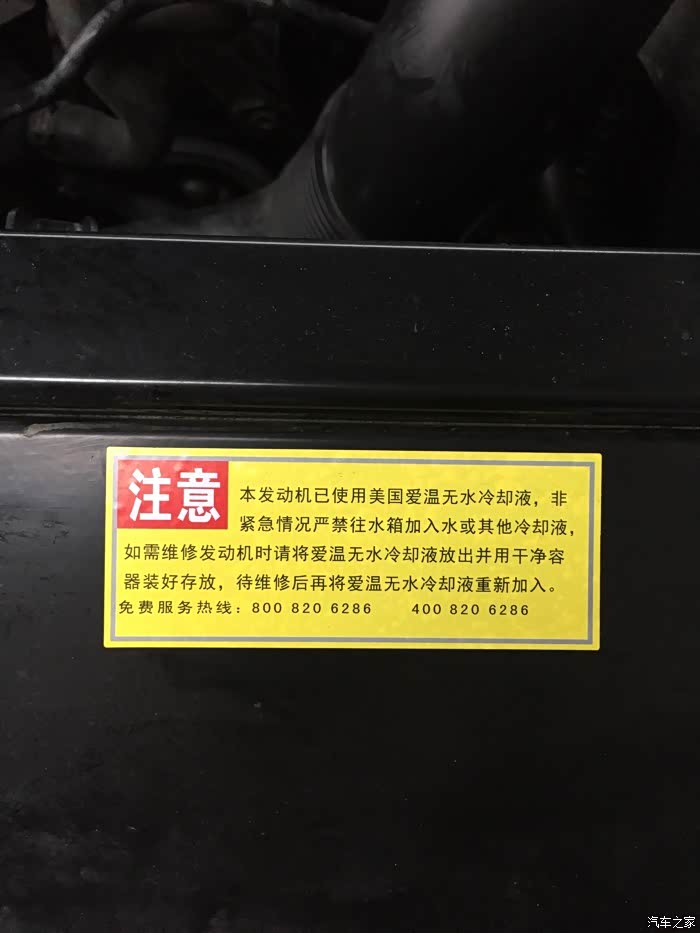 注意
本发动机已使用美国爱温无水冷却液，非
紧急情况严禁往水箱加入水或其他冷却液，
如需维修发动机时请将爱温无水冷却液放出并用干净容
器装好存放，待维修后再将爱温无水冷却液重新加入。
免费服务热线：800 820 6286 400 820 6286
汽车之家